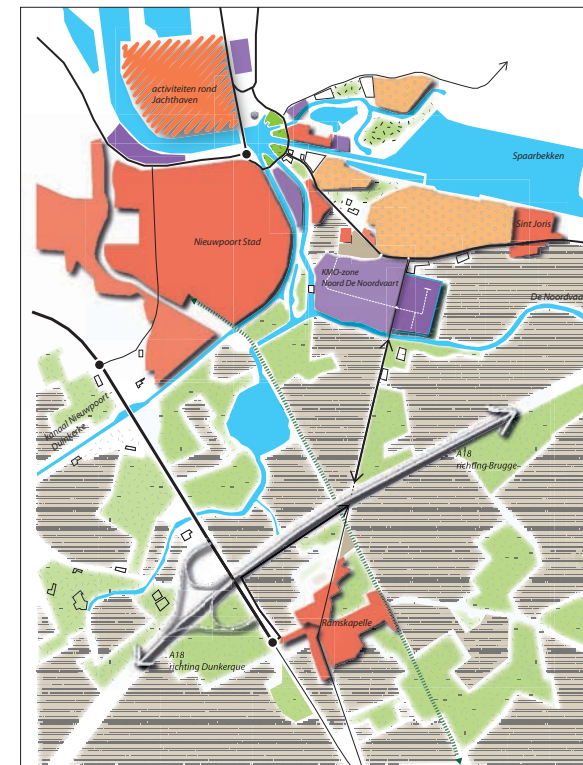 activiteiten rond
Jachthaven
Spaarbekken
Nieuwpoort Stad
Sint Joris
KMO-zone
Noord De Noordvaart
De Noordvaa
kanaal Nieuwpoort
Duinkerke
A18
richting Brugge
Ramskapelle
A18
richting Dunkerque